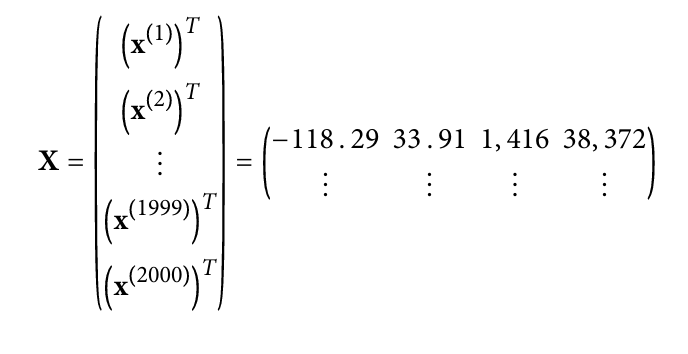 (x^(1))^T
(x^(2))^T
⋮
X = = (−118.29 33.91 1,416 38,372)
⋮ ⋮ ⋮ ⋮
(x^(1999))^T
(x^(2000))^T